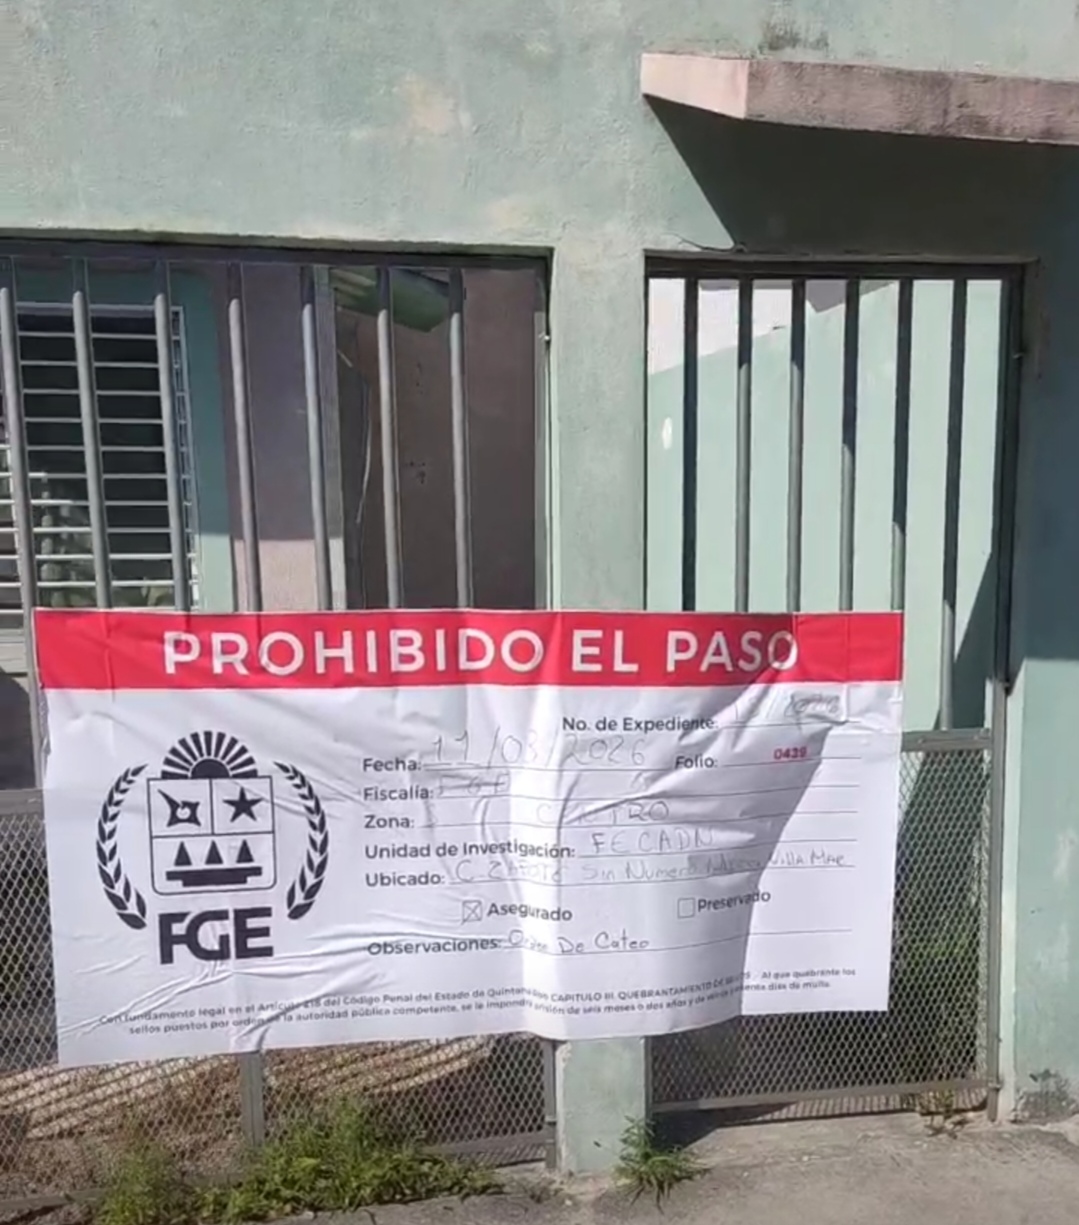 PROHIBIDO EL PASO
No. de Expediente:
Fecha: 11/03/2026 Folio: 0439
Fiscalía:
Zona: CENTRO
Unidad de Investigación: FECADN
Ubicado: C. Zafote Sin Numero Villa Mar
☒ Asegurado ☐ Preservado
Observaciones: Orden De Cateo
FGE
Con fundamento legal en el Artículo 218 del Código Penal del Estado de Quintana Roo CAPITULO III. QUEBRANTAMIENTO DE SELLOS. Al que quebrante los
sellos puestos por orden de la autoridad pública competente, se le impondrá prisión de seis meses a dos años y de días de multa.